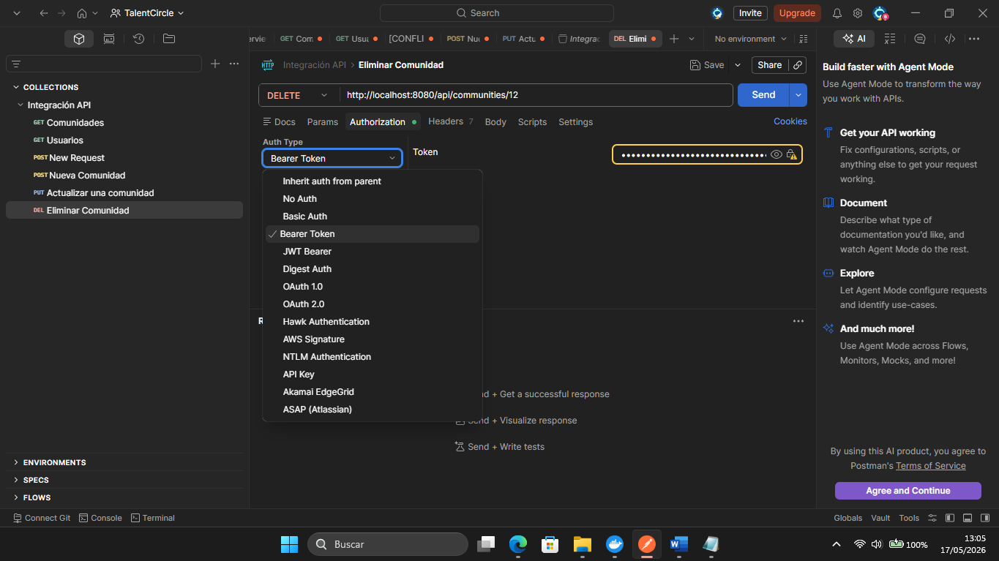 TalentCircle
Search
Invite
Upgrade
ervie
GET Com
GET Usua
[CONFLI
POST Nue
PUT Actu
Integrac
DEL Elimi
No environment
AI
COLLECTIONS
Integración API
GET Comunidades
GET Usuarios
POST New Request
POST Nueva Comunidad
PUT Actualizar una comunidad
DEL Eliminar Comunidad
ENVIRONMENTS
SPECS
FLOWS
HTTP Integración API > Eliminar Comunidad
Save
Share
DELETE
http://localhost:8080/api/communities/12
Send
Docs Params Authorization Headers 7 Body Scripts Settings
Cookies
Auth Type
Bearer Token
Token
Inherit auth from parent
No Auth
Basic Auth
Bearer Token
JWT Bearer
Digest Auth
OAuth 1.0
OAuth 2.0
Hawk Authentication
AWS Signature
NTLM Authentication
API Key
Akamai EdgeGrid
ASAP (Atlassian)
R
nd + Get a successful response
Send + Visualize response
Send + Write tests
Build faster with Agent Mode
Use Agent Mode to transform the way
you work with APIs.
Get your API working
Fix configurations, scripts, or
anything else to get your request
working.
Document
Describe what type of
documentation you'd like, and
watch Agent Mode do the rest.
Explore
Let Agent Mode configure requests
and identify use-cases.
And much more!
Use Agent Mode across Flows,
Monitors, Mocks, and more!
By using this AI product, you agree to
Postman's Terms of Service
Agree and Continue
Connect Git
Console
Terminal
Globals
Vault
Tools
Buscar
100%
13:05
17/05/2026